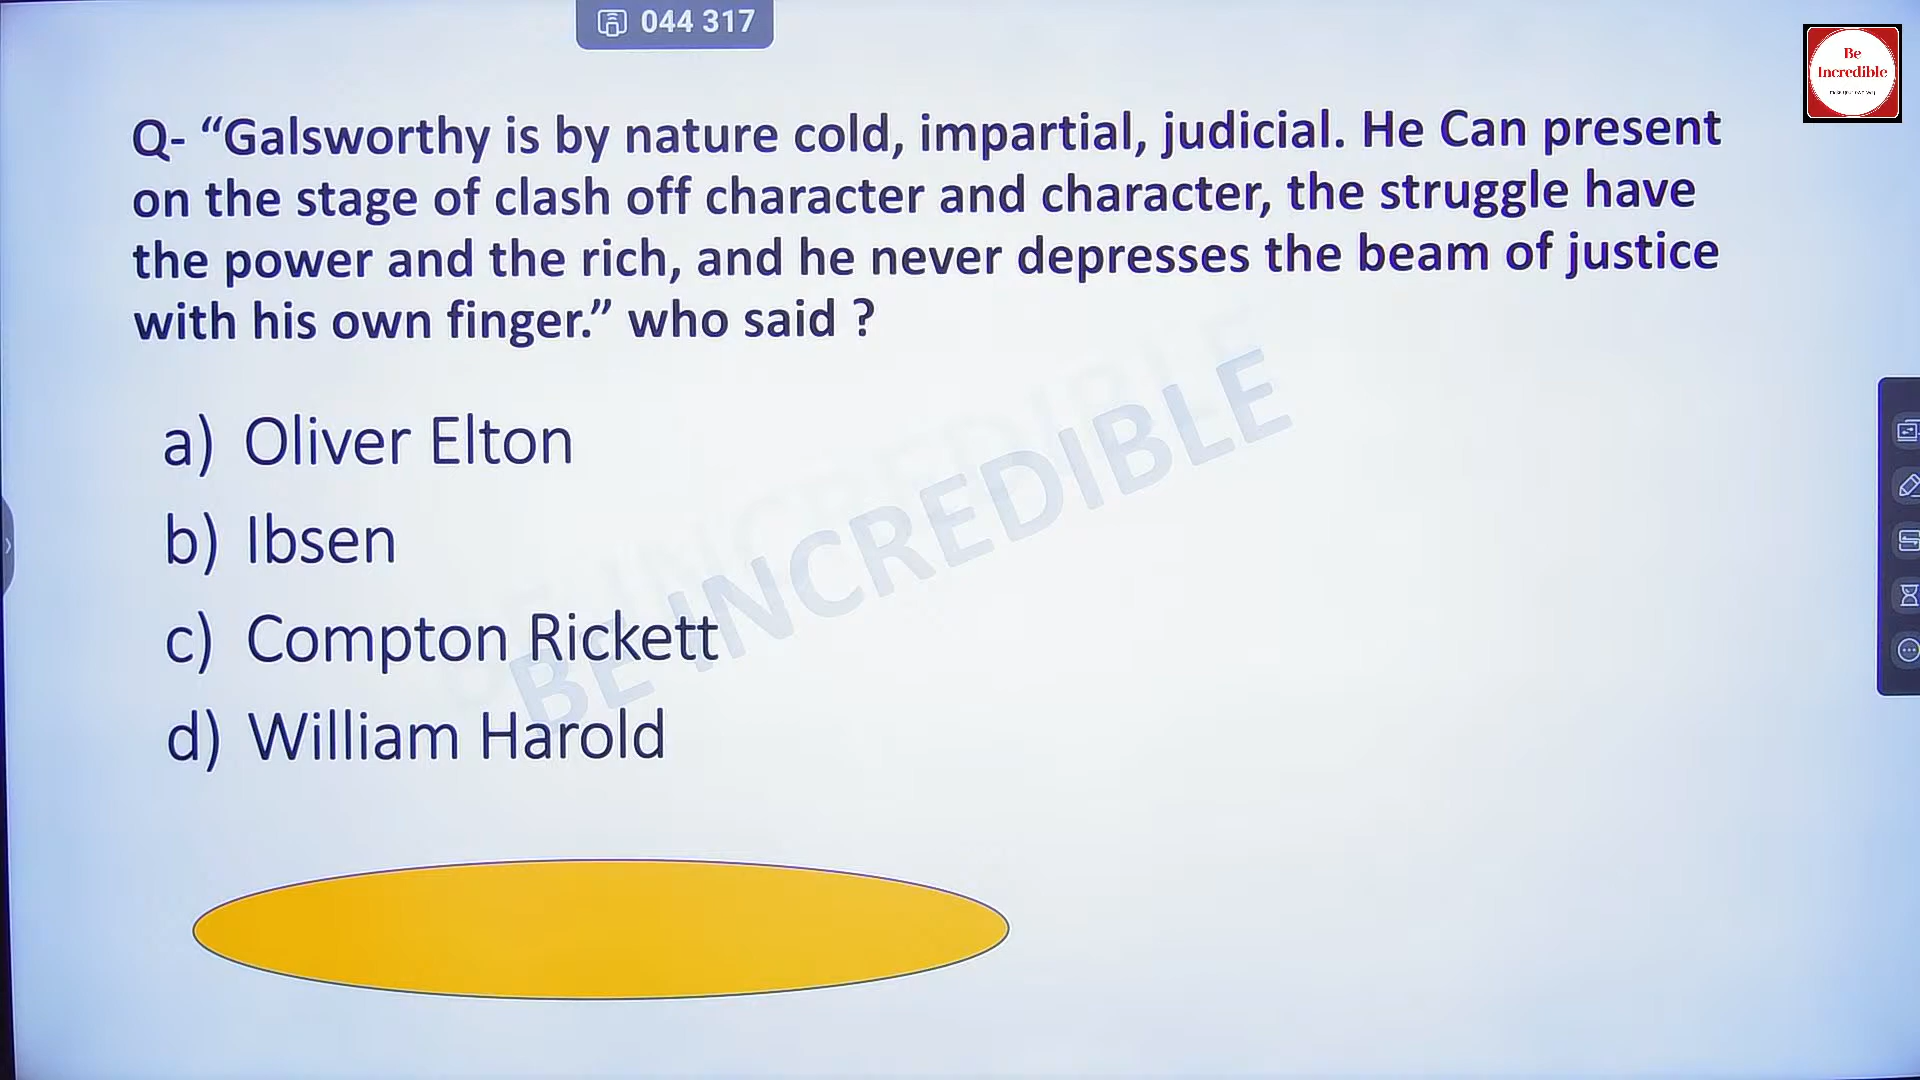 044 317
Be
Incredible
Q- “Galsworthy is by nature cold, impartial, judicial. He Can present
on the stage of clash off character and character, the struggle have
the power and the rich, and he never depresses the beam of justice
with his own finger.” who said ?
a) Oliver Elton
b) Ibsen
c) Compton Rickett
d) William Harold
BE INCREDIBLE